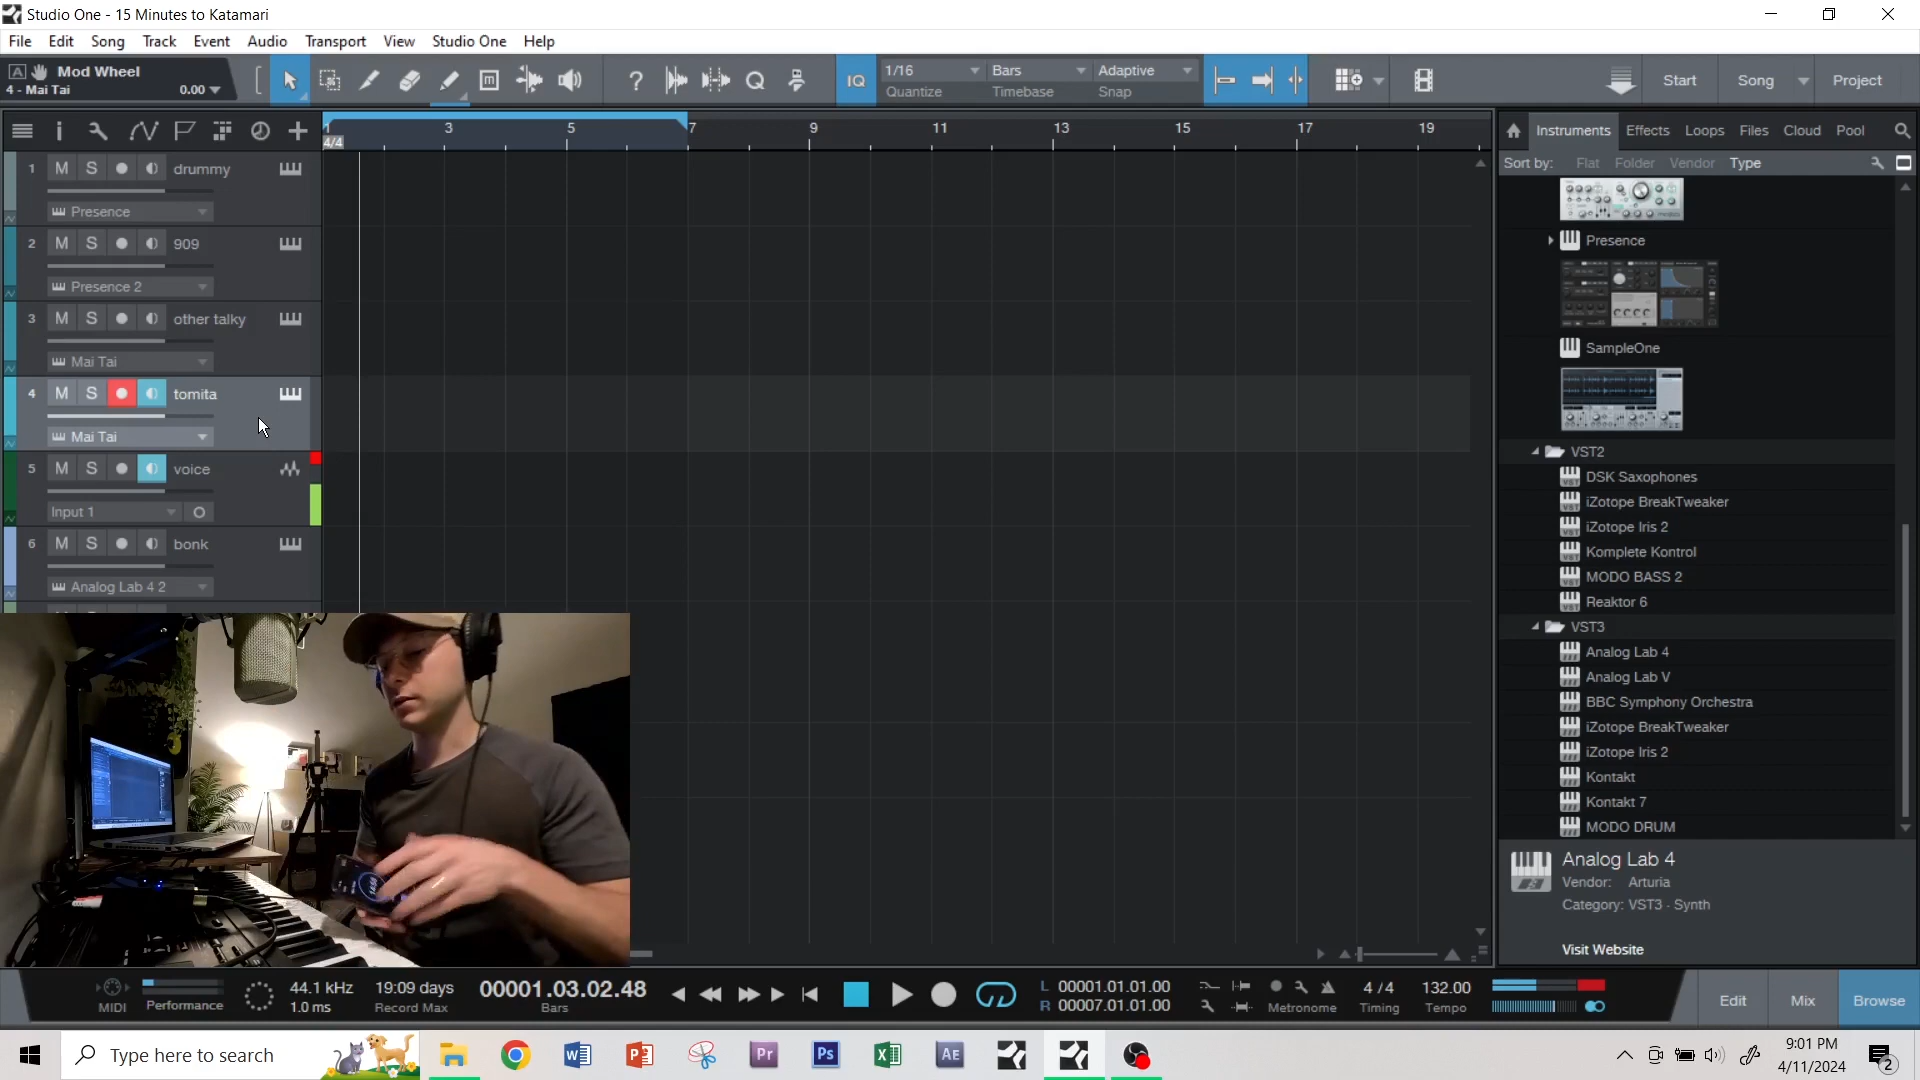 Studio One - 15 Minutes to Katamari
File Edit Song Track Event Audio Transport View Studio One Help
A Mod Wheel
4 - Mai Tai 0.00
IQ 1/16 Bars Adaptive
Quantize Timebase Snap
Start Song Project
1 3 5 7 9 11 13 15 17 19
4/4
Instruments Effects Loops Files Cloud Pool
Sort by: Flat Folder Vendor Type
1 M S drummy
Presence
2 M S 909
Presence 2
3 M S other talky
Mai Tai
4 M S tomita
Mai Tai
5 M S voice
Input 1
6 M S bonk
Analog Lab 4 2
Presence
SampleOne
VST2
DSK Saxophones
iZotope BreakTweaker
iZotope Iris 2
Komplete Kontrol
MODO BASS 2
Reaktor 6
VST3
Analog Lab 4
Analog Lab V
BBC Symphony Orchestra
iZotope BreakTweaker
iZotope Iris 2
Kontakt
Kontakt 7
MODO DRUM
Analog Lab 4
Vendor: Arturia
Category: VST3 - Synth
Visit Website
MIDI
Performance
44.1 kHz
1.0 ms
19:09 days
Record Max
00001.03.02.48
Bars
L 00001.01.01.00
R 00007.01.01.00
Metronome
4 / 4
Timing
132.00
Tempo
Edit Mix Browse
Type here to search
9:01 PM
4/11/2024
2